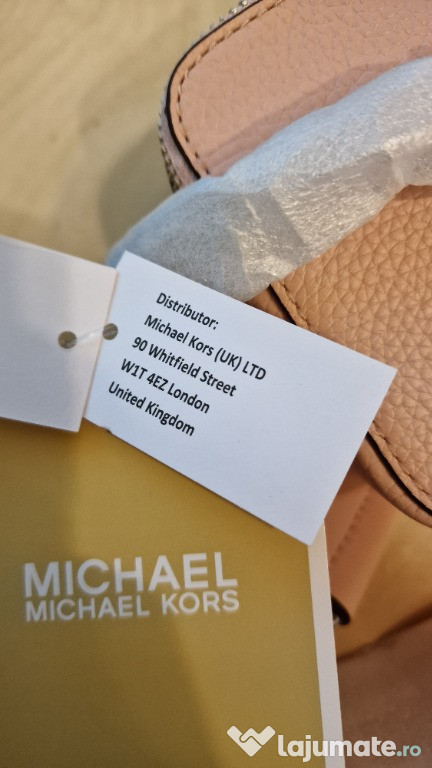 Distributor:
Michael Kors (UK) LTD
90 Whitfield Street
W1T 4EZ London
United Kingdom
MICHAEL
MICHAEL KORS
lajumate.ro